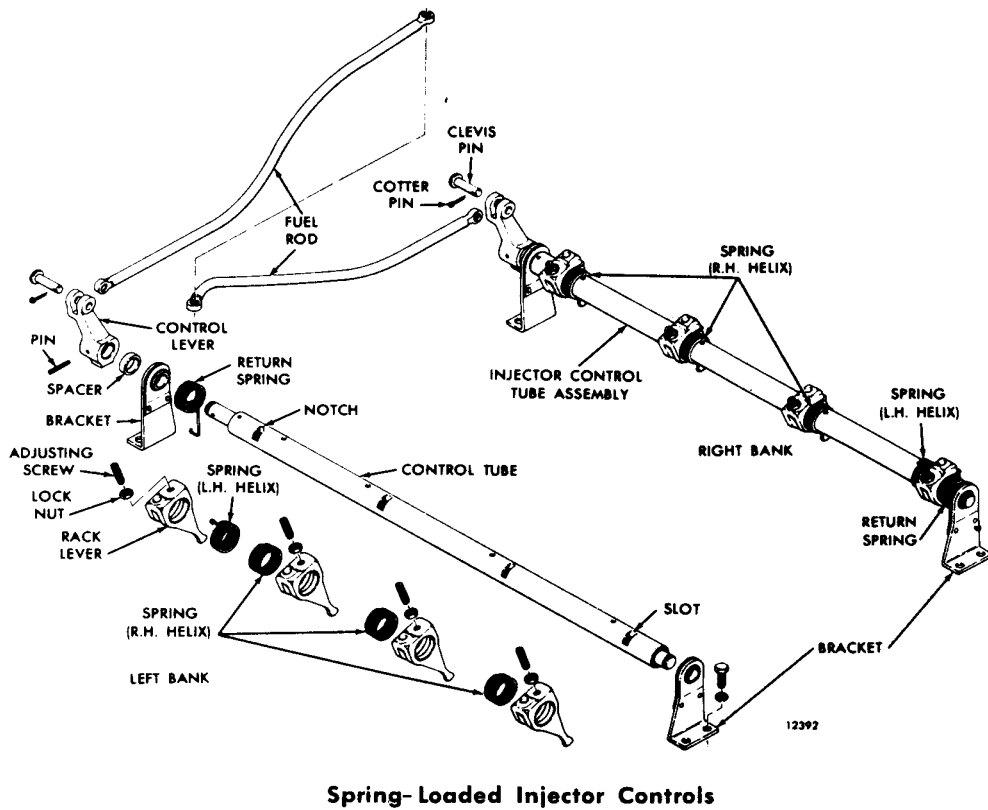 CLEVIS
PIN
COTTER
PIN
FUEL
ROD
SPRING
(R.H. HELIX)
CONTROL
LEVER
PIN
SPACER
RETURN
SPRING
INJECTOR CONTROL
TUBE ASSEMBLY
BRACKET
NOTCH
SPRING
(L.H. HELIX)
RIGHT BANK
ADJUSTING
SCREW
SPRING
(L.H. HELIX)
CONTROL TUBE
LOCK
NUT
RACK
LEVER
RETURN
SPRING
SPRING
(R.H. HELIX)
SLOT
BRACKET
LEFT BANK
12392
Spring-Loaded Injector Controls